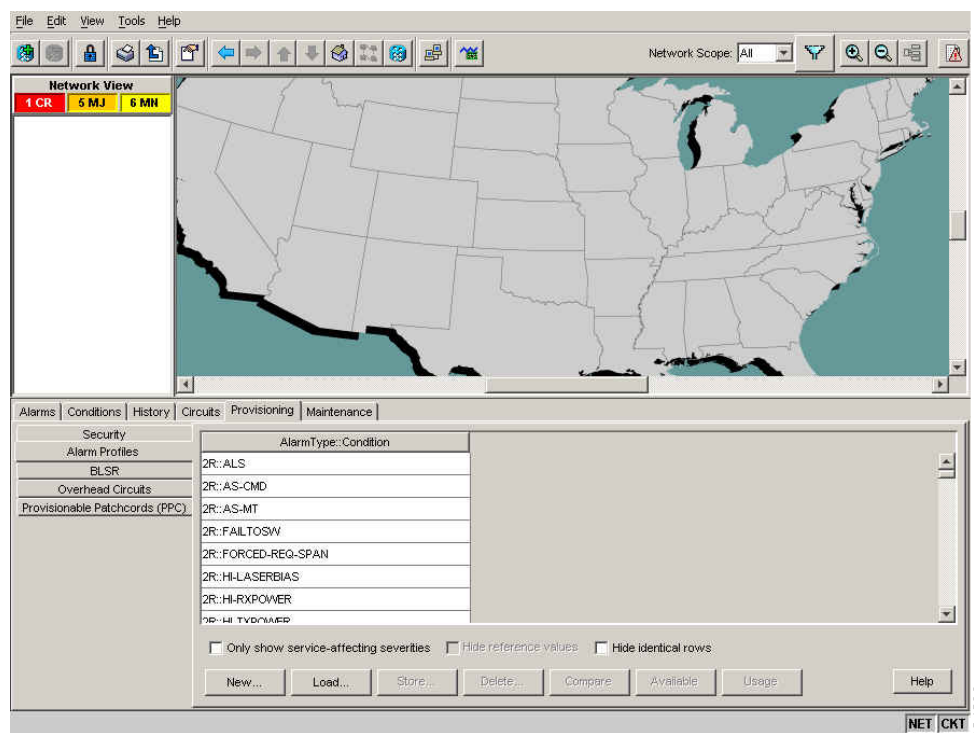 File Edit View Tools Help
Network Scope: All
Network View
1 CR 5 MJ 6 MN
Alarms Conditions History Circuits Provisioning Maintenance
Security
Alarm Profiles
BLSR
Overhead Circuits
Provisionable Patchcords (PPC)
AlarmType::Condition
2R::ALS
2R::AS-CMD
2R::AS-MT
2R::FAILTOSW
2R::FORCED-REQ-SPAN
2R::HI-LASERBIAS
2R::HI-RXPOWER
2R::HI-TXPOWER
Only show service-affecting severities Hide reference values Hide identical rows
New... Load... Store... Delete... Compare Available Usage Help
NET CKT